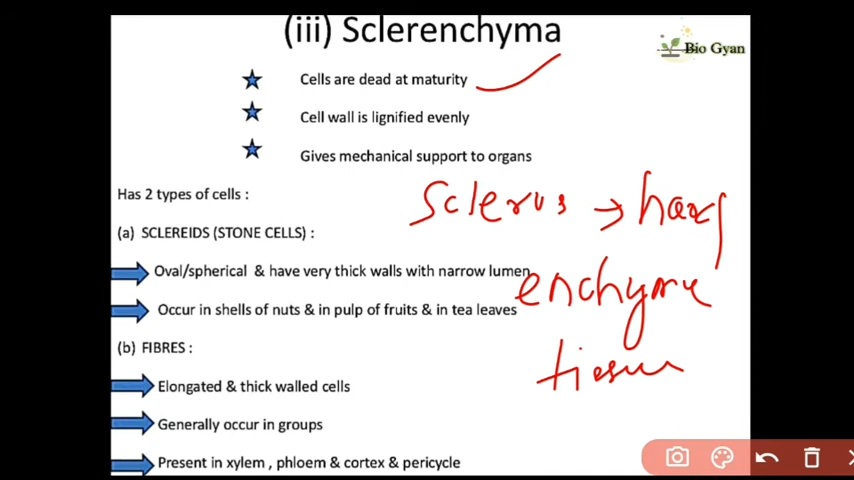 (iii) Sclerenchyma
Bio Gyan
Cells are dead at maturity
Cell wall is lignified evenly
Gives mechanical support to organs
Has 2 types of cells :
Sclerus → hard
(a) SCLEREIDS (STONE CELLS) :
Oval/spherical & have very thick walls with narrow lumen
enchyma
Occur in shells of nuts & in pulp of fruits & in tea leaves
(b) FIBRES :
tissue
Elongated & thick walled cells
Generally occur in groups
Present in xylem , phloem & cortex & pericycle